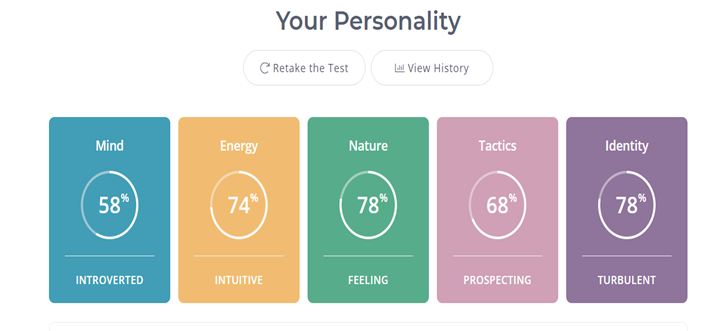 Your Personality
Retake the Test View History
Mind Energy Nature Tactics Identity
58% 74% 78% 68% 78%
INTROVERTED INTUITIVE FEELING PROSPECTING TURBULENT